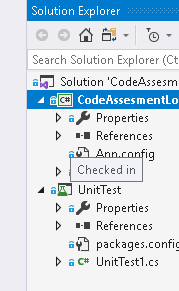 Solution Explorer
Search Solution Explorer (Ct
Solution 'CodeAssesm
C# CodeAssesmentLo
Properties
References
App.config
Checked in
UnitTest
Properties
References
packages.config
C# UnitTest1.cs